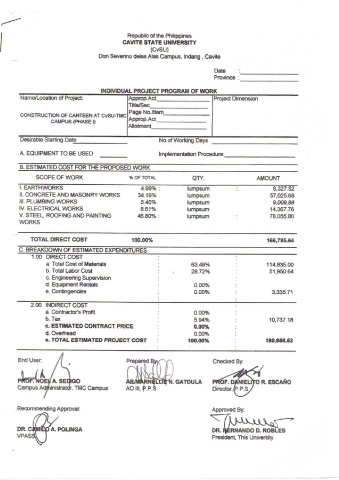 Republic of the Philippines
CAVITE STATE UNIVERSITY
(CvSU)
Don Severino delas Alas Campus, Indang , Cavite
Date :
Province :
INDIVIDUAL PROJECT PROGRAM OF WORK
Name/Location of Project:
CONSTRUCTION OF CANTEEN AT CvSU-TMC
CAMPUS (PHASE I)
Approp.Act.
Title/Sec
Page No./Item
Approp.Act.
Allotment
Project Dimension
Desirable Starting Date
No.of Working Days
A. EQUIPMENT TO BE USED
Implementation Procedure:
B. ESTIMATED COST FOR THE PROPOSED WORK
SCOPE OF WORK % OF TOTAL QTY. AMOUNT
I. EARTHWORKS 4.99% : lumpsum : 8,327.52
II. CONCRETE AND MASONRY WORKS 34.19% : lumpsum 57,025.68
III. PLUMBING WORKS 5.40% : lumpsum 9,008.88
IV. ELECTRICAL WORKS 8.61% : lumpsum 14,367.76
V. STEEL, ROOFING AND PAINTING 46.80% : lumpsum : 78,055.80
WORKS
TOTAL DIRECT COST 100.00% 166,785.64
C. BREAKDOWN OF ESTIMATED EXPENDITURES
1.00 DIRECT COST
a. Total Cost of Materials 63.49% 114,835.00
b. Total Labor Cost 28.72% 51,950.64
c. Engineering Supervision
d. Equipment Rentals 0.00%
e. Contingencies 0.00% 3,335.71
2.00 INDIRECT COST
a. Contractor's Profit 0.00%
b. Tax 5.94% 10,737.18
c. ESTIMATED CONTRACT PRICE 0.00%
d. Overhead 0.00%
e. TOTAL ESTIMATED PROJECT COST 100.00% 180,858.53
End User:
Prepared By:
Checked By:
PROF. NOEL A. SEDIGO
Campus Administrator, TMC Campus
AR.MARNELLIE N. GATDULA
AO III, P.P.S
PROF. DANIELITO R. ESCAÑO
Director, P.P.S
Recommending Approval:
Approved By:
DR. CAMILO A. POLINGA
VPASS
DR. HERNANDO D. ROBLES
President, This University